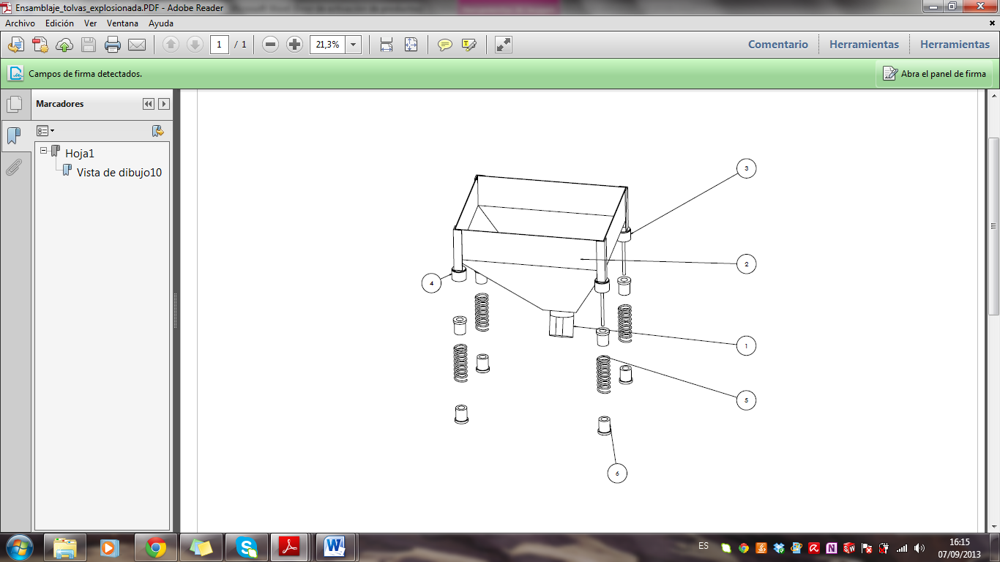 Ensamblaje_tolvas_explosionada.PDF - Adobe Reader
Archivo Edición Ver Ventana Ayuda
1 / 1 21,3% Comentario Herramientas Herramientas
Campos de firma detectados. Abra el panel de firma
Marcadores
Hoja1
Vista de dibujo10
3
2
4
1
5
6
ES
16:15
07/09/2013